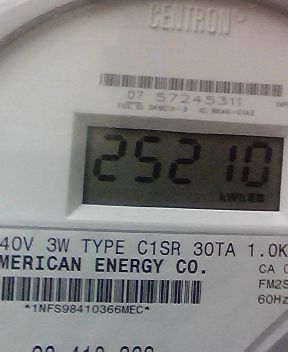 CENTRON®
07 57245311
25210
kWh
40V 3W TYPE C1SR 30TA 1.0K
MERICAN ENERGY CO.
CA 0
FM2S
60Hz
*1NFS98410366MEC*